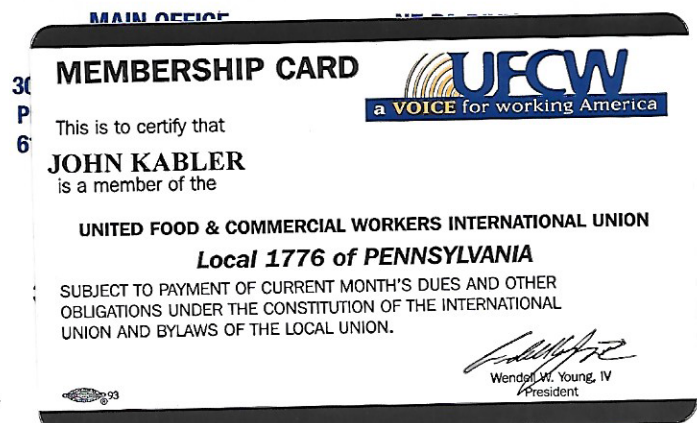 MAIN OFFICE
30
P
6
MEMBERSHIP CARD
UFCW
a VOICE for working America
This is to certify that
JOHN KABLER
is a member of the
UNITED FOOD & COMMERCIAL WORKERS INTERNATIONAL UNION
Local 1776 of PENNSYLVANIA
SUBJECT TO PAYMENT OF CURRENT MONTH'S DUES AND OTHER
OBLIGATIONS UNDER THE CONSTITUTION OF THE INTERNATIONAL
UNION AND BYLAWS OF THE LOCAL UNION.
Wendell W. Young, IV
President
®93